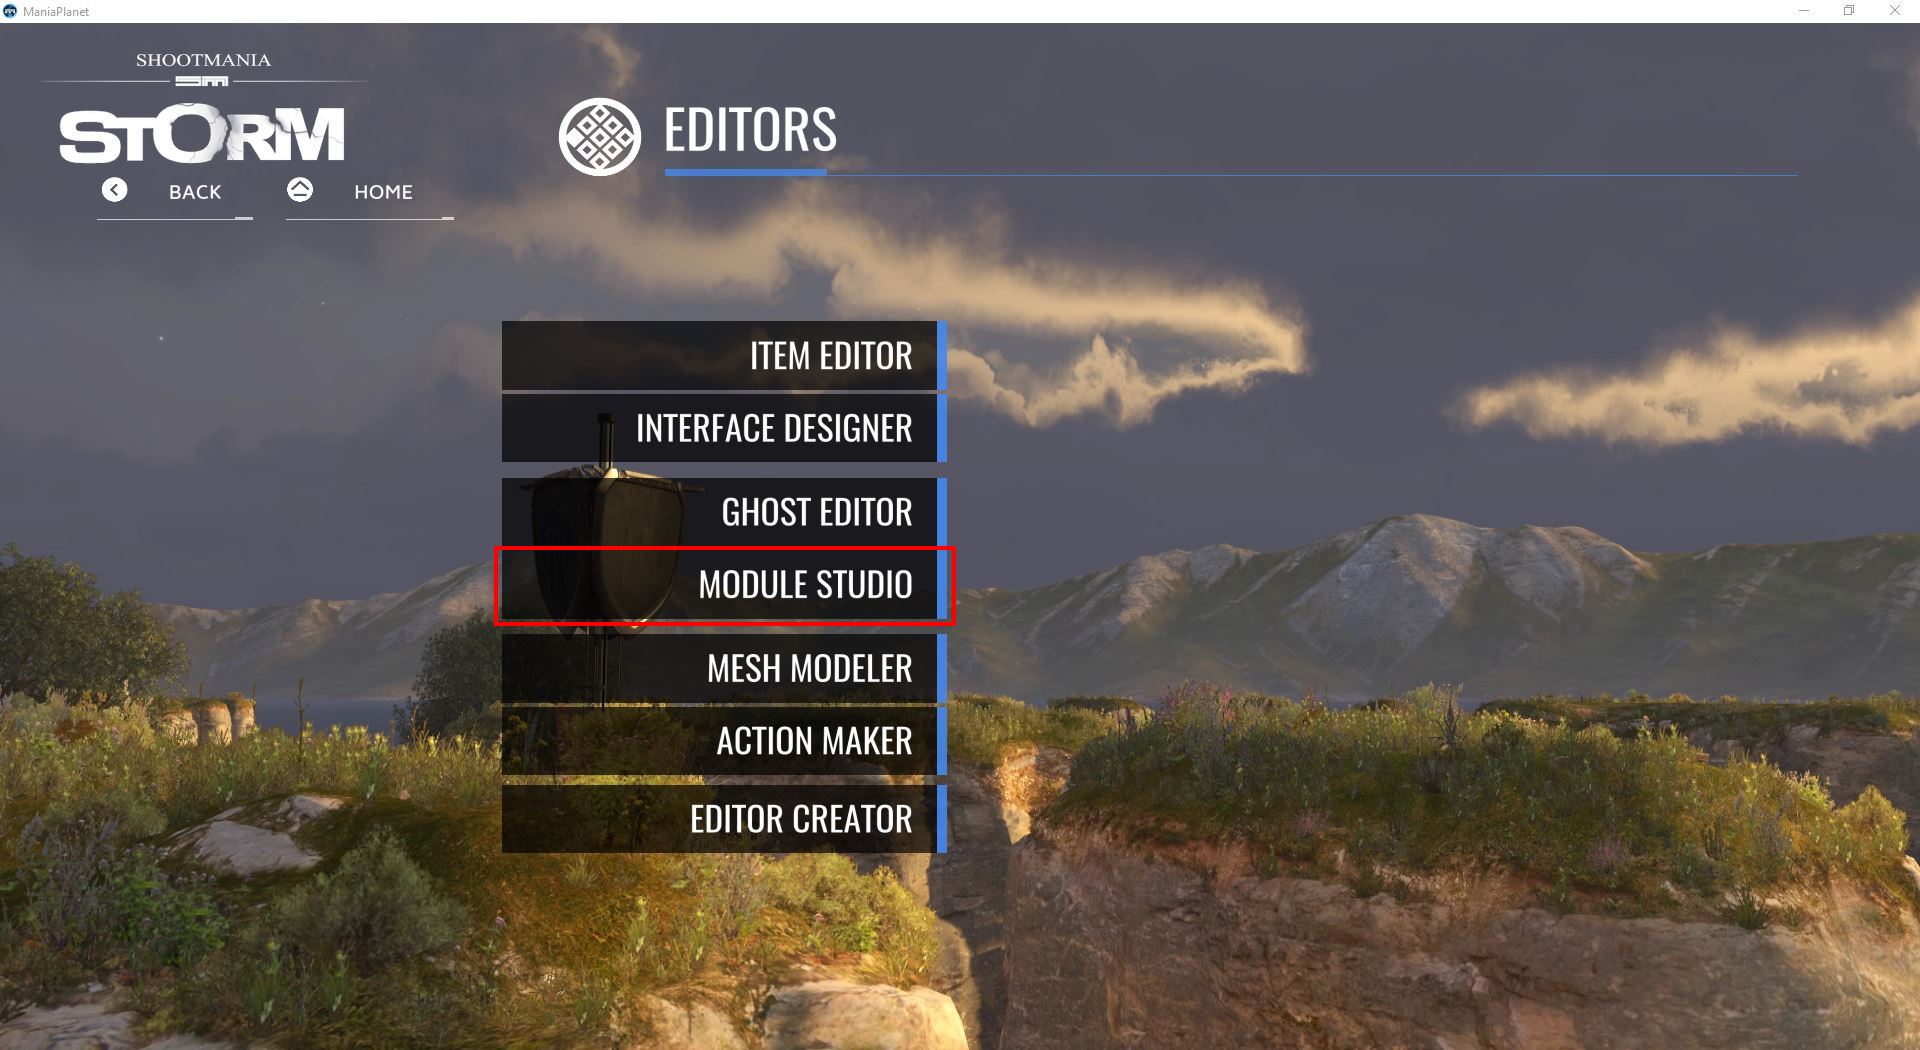 ManiaPlanet
SHOOTMANIA
SM
STORM
BACK
HOME
EDITORS
ITEM EDITOR
INTERFACE DESIGNER
GHOST EDITOR
MODULE STUDIO
MESH MODELER
ACTION MAKER
EDITOR CREATOR